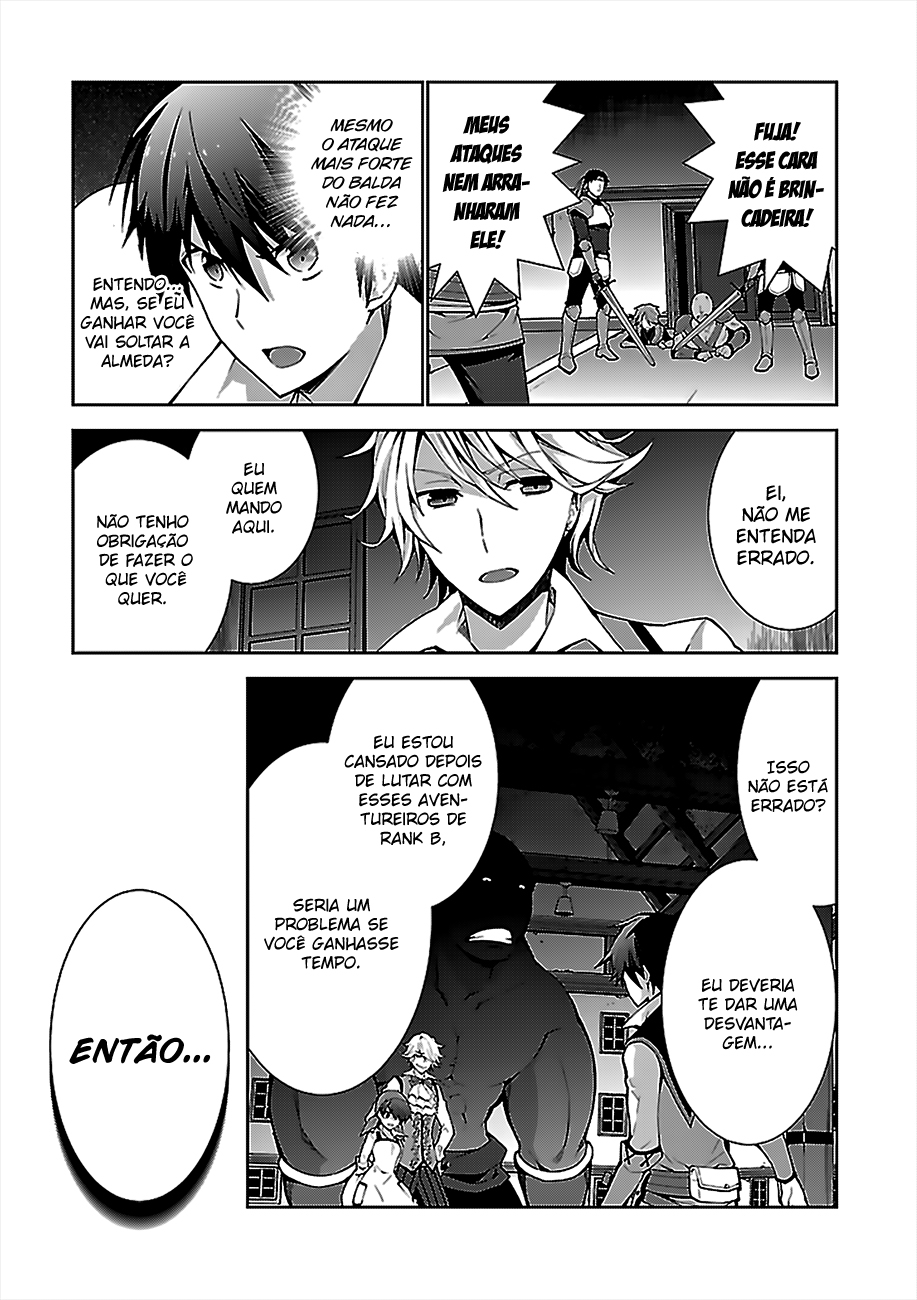 FUJA!
ESSE CARA
NÃO É BRIN-
CADEIRA!
MEUS
ATAQUES
NEM ARRA-
NHARAM
ELE!
MESMO
O ATAQUE
MAIS FORTE
DO BALDA
NÃO FEZ
NADA...
ENTENDO...
MAS, SE EU
GANHAR VOCÊ
VAI SOLTAR A
ALMEDA?
EI,
NÃO ME
ENTENDA
ERRADO.
EU
QUEM
MANDO
AQUI.
NÃO TENHO
OBRIGAÇÃO
DE FAZER O
QUE VOCÊ
QUER.
ISSO
NÃO ESTÁ
ERRADO?
EU DEVERIA
TE DAR UMA
DESVANTA-
GEM...
EU ESTOU
CANSADO DEPOIS
DE LUTAR COM
ESSES AVEN-
TUREIROS DE
RANK B,
SERIA UM
PROBLEMA SE
VOCÊ GANHASSE
TEMPO.
ENTÃO...